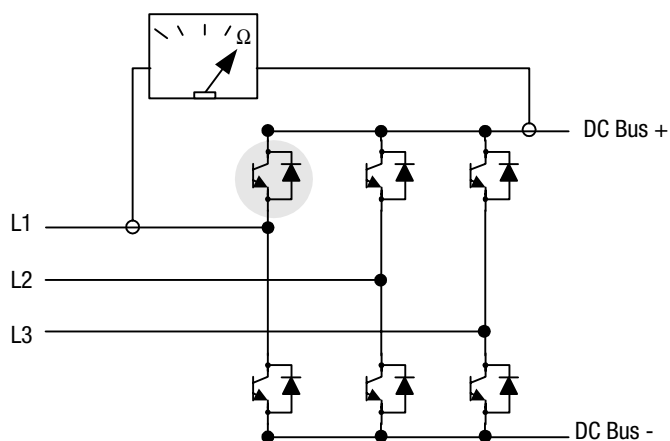 Ω
DC Bus +
L1
L2
L3
DC Bus -